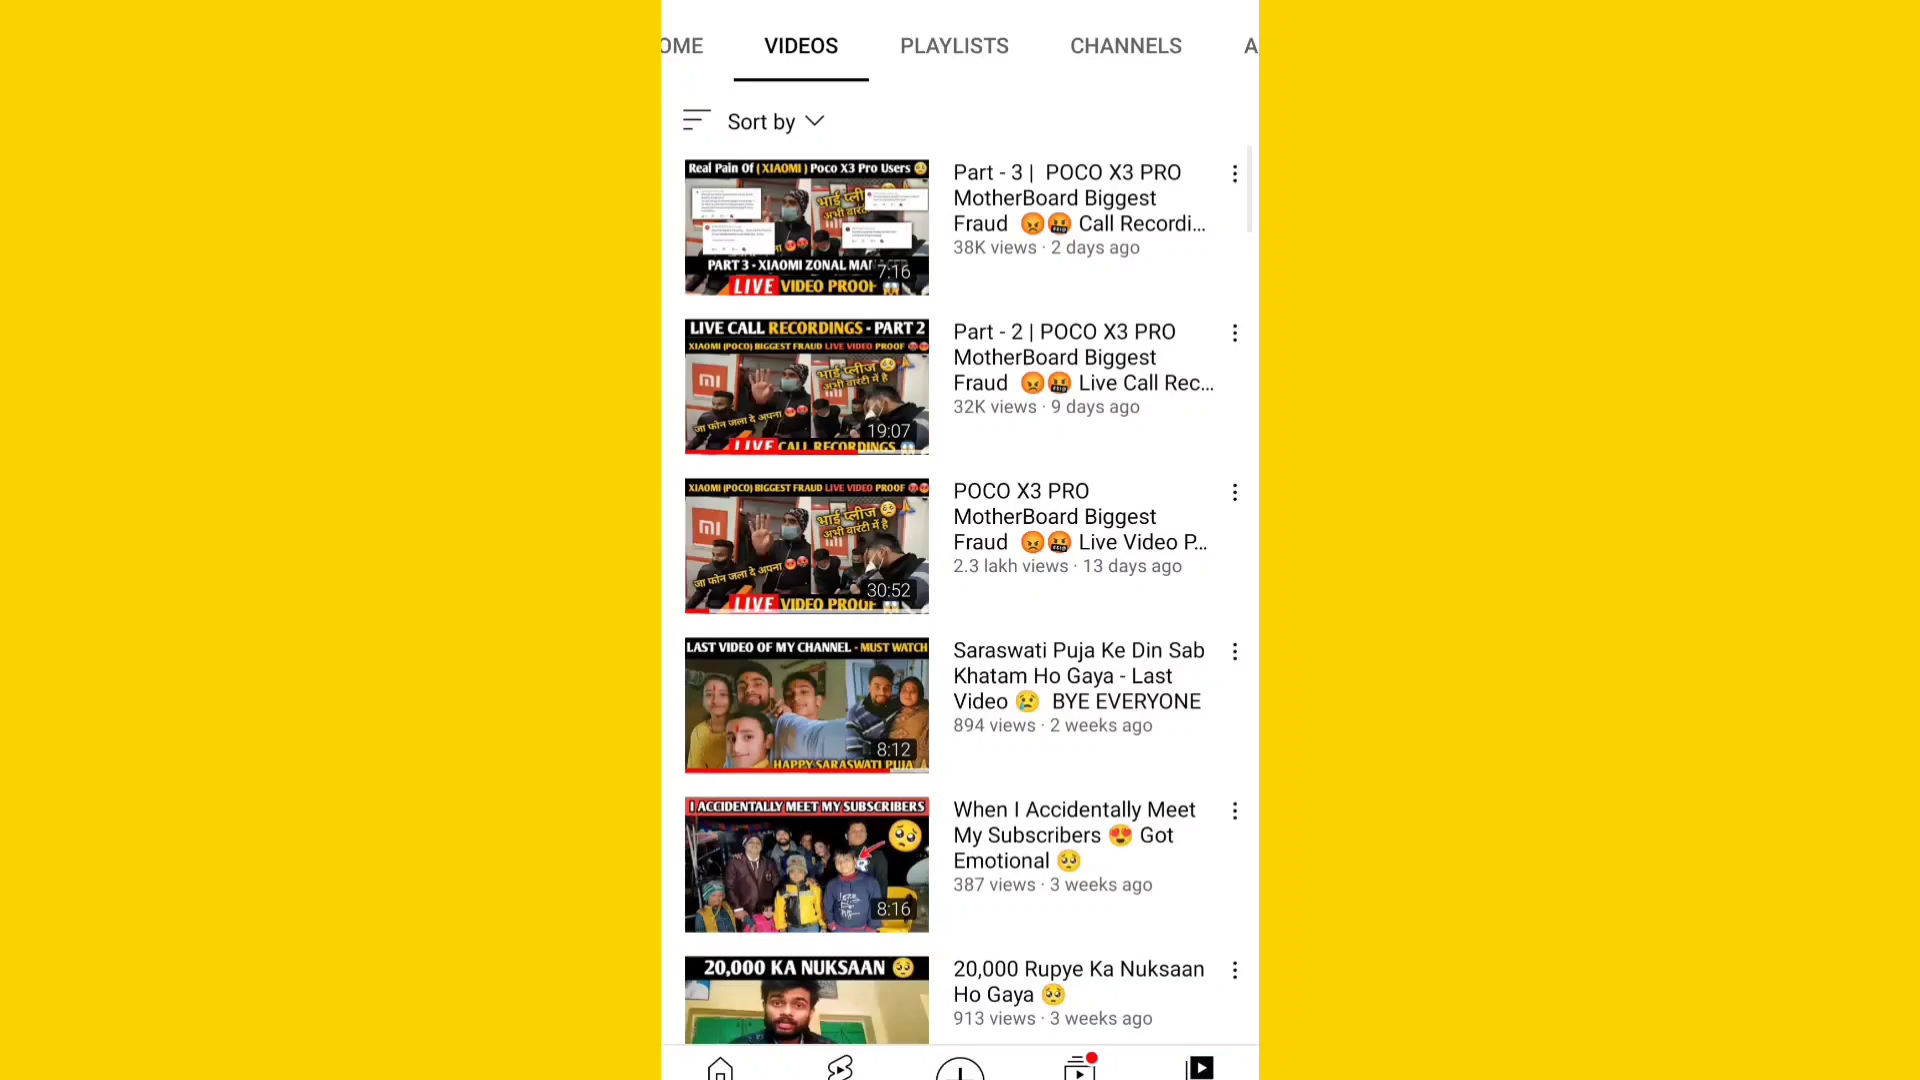 OME VIDEOS PLAYLISTS CHANNELS A
Sort by
Real Pain Of ( XIAOMI ) Poco X3 Pro Users 🥺
भाई प्ली
PART 3 - XIAOMI ZONAL MA
7:16
LIVE VIDEO PROOF
Part - 3 | POCO X3 PRO
MotherBoard Biggest
Fraud 😡🤬 Call Recordi...
38K views · 2 days ago
LIVE CALL RECORDINGS - PART 2
XIAOMI (POCO) BIGGEST FRAUD LIVE VIDEO PROOF 😡😡
भाई प्लीज 🥺🙏
अभी वारंटी में है
जा फोन जला दे अपना 😡😡
19:07
LIVE CALL RECORDINGS
Part - 2 | POCO X3 PRO
MotherBoard Biggest
Fraud 😡🤬 Live Call Rec...
32K views · 9 days ago
XIAOMI (POCO) BIGGEST FRAUD LIVE VIDEO PROOF 😡😡
भाई प्लीज 🥺🙏
अभी वारंटी में है
जा फोन जला दे अपना 😡😡
30:52
LIVE VIDEO PROOF
POCO X3 PRO
MotherBoard Biggest
Fraud 😡🤬 Live Video P...
2.3 lakh views · 13 days ago
LAST VIDEO OF MY CHANNEL - MUST WATCH
8:12
HAPPY SARASWATI PUJA
Saraswati Puja Ke Din Sab
Khatam Ho Gaya - Last
Video 😢 BYE EVERYONE
894 views · 2 weeks ago
I ACCIDENTALLY MEET MY SUBSCRIBERS
8:16
When I Accidentally Meet
My Subscribers 😍 Got
Emotional 🥺
387 views · 3 weeks ago
20,000 KA NUKSAAN 🥺
20,000 Rupye Ka Nuksaan
Ho Gaya 🥺
913 views · 3 weeks ago